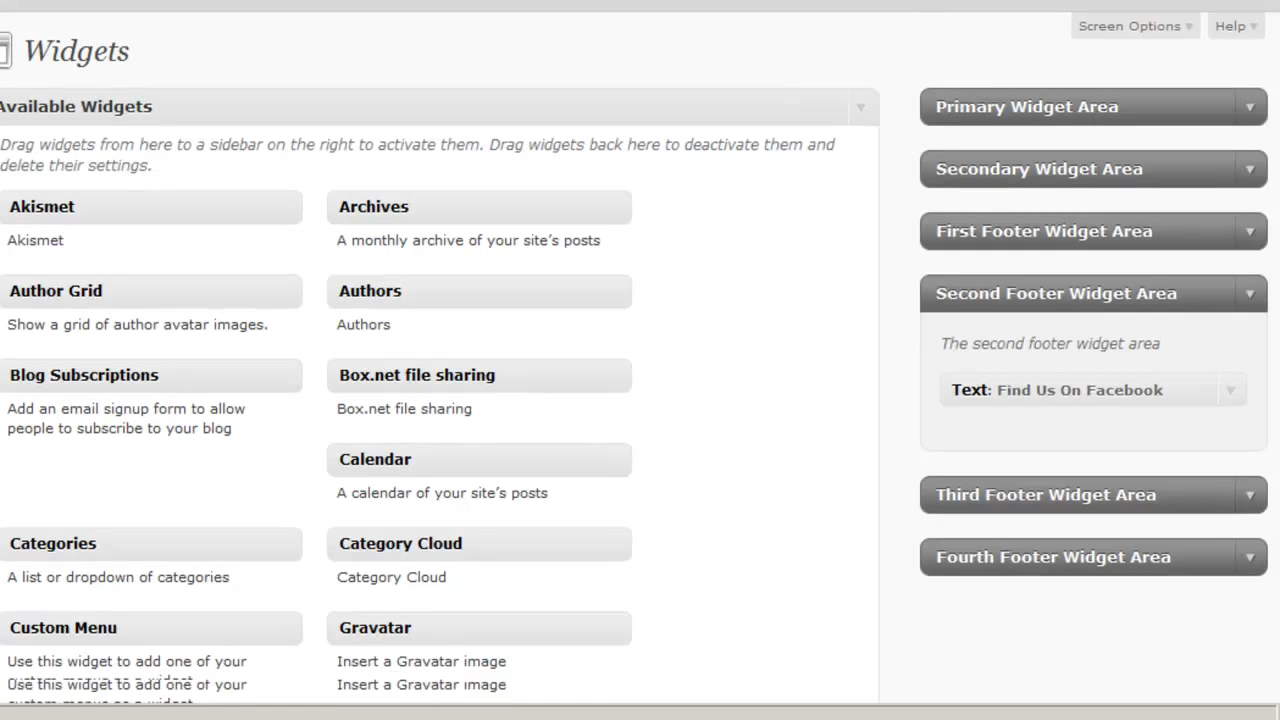 Screen Options
Help
Widgets
Available Widgets
Drag widgets from here to a sidebar on the right to activate them. Drag widgets back here to deactivate them and
delete their settings.
Akismet
Akismet
Archives
A monthly archive of your site’s posts
Author Grid
Show a grid of author avatar images.
Authors
Authors
Blog Subscriptions
Add an email signup form to allow
people to subscribe to your blog
Box.net file sharing
Box.net file sharing
Calendar
A calendar of your site’s posts
Categories
A list or dropdown of categories
Category Cloud
Category Cloud
Custom Menu
Use this widget to add one of your
Use this widget to add one of your
Gravatar
Insert a Gravatar image
Insert a Gravatar image
Primary Widget Area
Secondary Widget Area
First Footer Widget Area
Second Footer Widget Area
The second footer widget area
Text: Find Us On Facebook
Third Footer Widget Area
Fourth Footer Widget Area